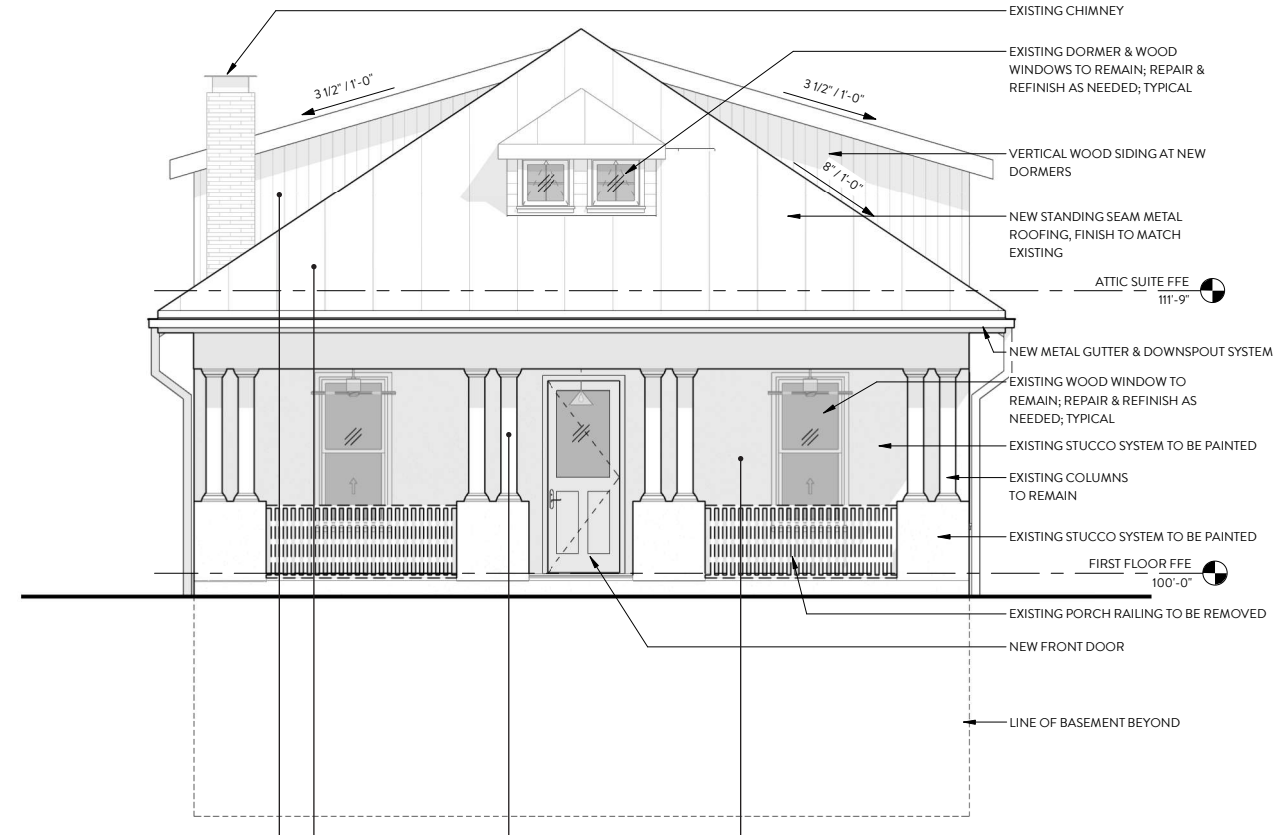 EXISTING CHIMNEY
EXISTING DORMER & WOOD
WINDOWS TO REMAIN; REPAIR &
REFINISH AS NEEDED; TYPICAL
3 1/2" / 1'-0"
3 1/2" / 1'-0"
VERTICAL WOOD SIDING AT NEW
DORMERS
8" / 1'-0"
NEW STANDING SEAM METAL
ROOFING, FINISH TO MATCH
EXISTING
ATTIC SUITE FFE
111'-9"
NEW METAL GUTTER & DOWNSPOUT SYSTEM
EXISTING WOOD WINDOW TO
REMAIN; REPAIR & REFINISH AS
NEEDED; TYPICAL
EXISTING STUCCO SYSTEM TO BE PAINTED
EXISTING COLUMNS
TO REMAIN
EXISTING STUCCO SYSTEM TO BE PAINTED
FIRST FLOOR FFE
100'-0"
EXISTING PORCH RAILING TO BE REMOVED
NEW FRONT DOOR
LINE OF BASEMENT BEYOND